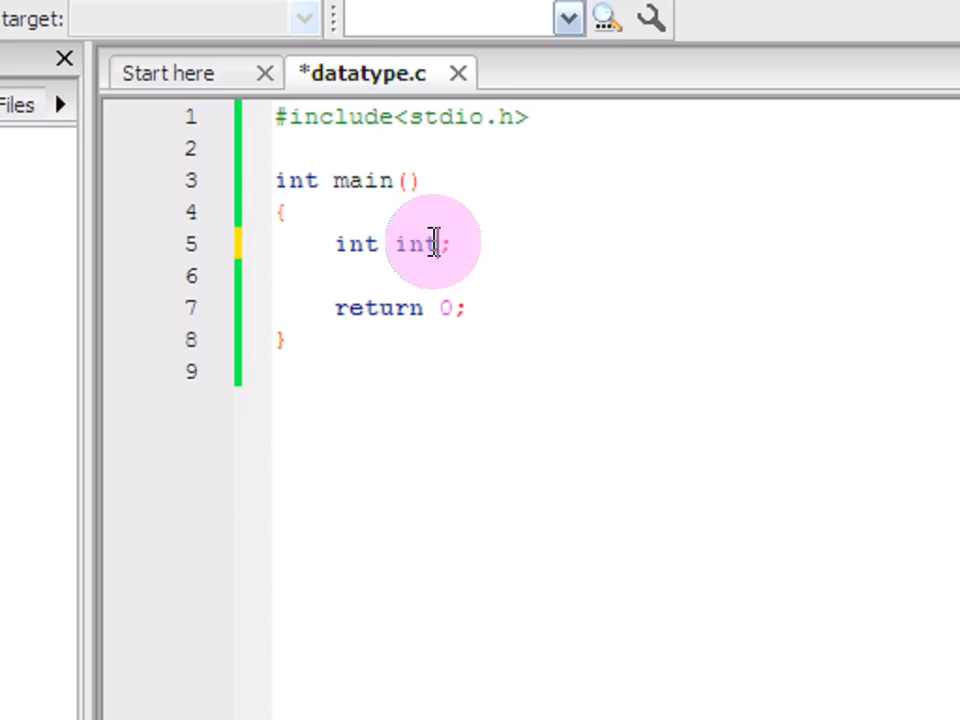 target:
Start here *datatype.c
Files
1 #include<stdio.h>
2
3 int main()
4 {
5 int int;
6
7 return 0;
8 }
9